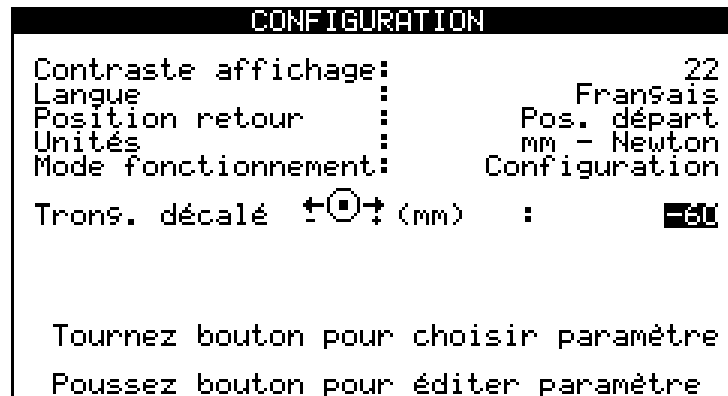 CONFIGURATION
Contraste affichage: 22
Langue : Français
Position retour : Pos. départ
Unités : mm - Newton
Mode fonctionnement: Configuration
Tronç. décalé - + (mm) : -60
Tournez bouton pour choisir paramètre
Poussez bouton pour éditer paramètre